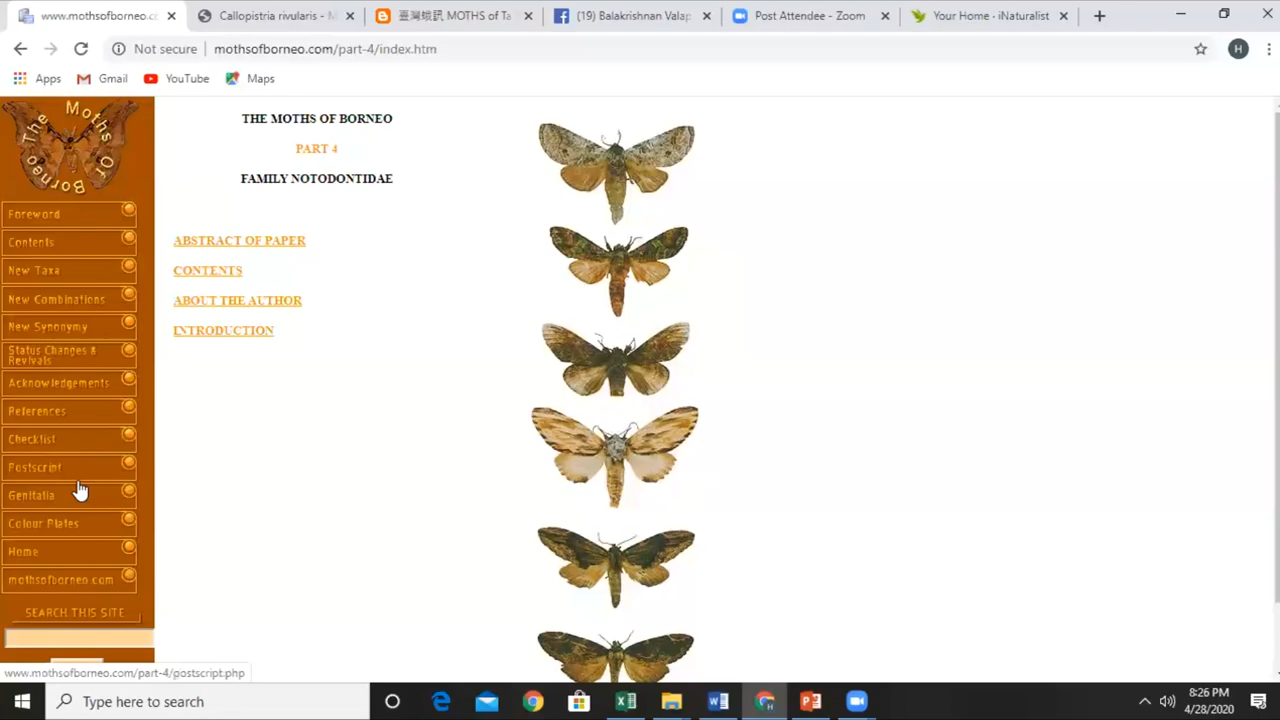 www.mothsofborneo.c
Callopistria rivularis - M
臺灣蛾訊 MOTHS of Ta
(19) Balakrishnan Valap
Post Attendee - Zoom
Your Home · iNaturalist
Not secure
mothsofborneo.com/part-4/index.htm
H
Apps
Gmail
YouTube
Maps
The Moths Of Borneo
THE MOTHS OF BORNEO
PART 4
FAMILY NOTODONTIDAE
ABSTRACT OF PAPER
CONTENTS
ABOUT THE AUTHOR
INTRODUCTION
Foreword
Contents
New Taxa
New Combinations
New Synonymy
Status Changes &
Revivals
Acknowledgements
References
Checklist
Postscript
Genitalia
Colour Plates
Home
mothsofborneo.com
SEARCH THIS SITE
www.mothsofborneo.com/part-4/postscript.php
Type here to search
8:26 PM
4/28/2020